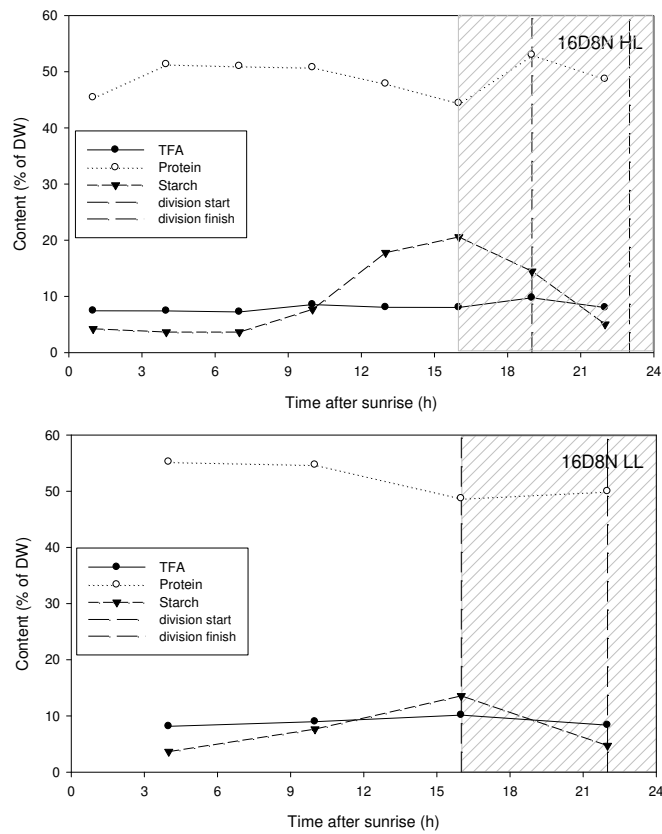 60
50
40
30
20
10
0
Content (% of DW)
16D8N HL
TFA
Protein
Starch
division start
division finish
0 3 6 9 12 15 18 21 24
Time after sunrise (h)
60
50
40
30
20
10
0
Content (% of DW)
16D8N LL
TFA
Protein
Starch
division start
division finish
0 3 6 9 12 15 18 21 24
Time after sunrise (h)